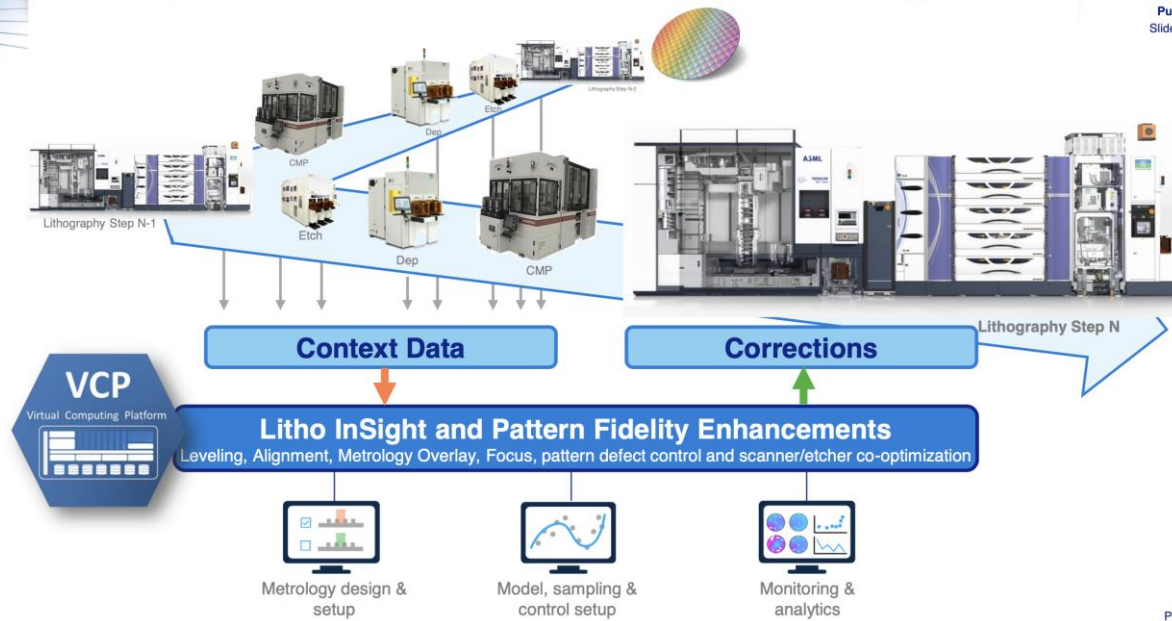 Pu
Slide
Lithography Step N-2
Etch
Dep
CMP
ASML
Lithography Step N-1
Etch
Dep
CMP
Lithography Step N
Context Data
Corrections
VCP
Virtual Computing Platform
Litho InSight and Pattern Fidelity Enhancements
Leveling, Alignment, Metrology Overlay, Focus, pattern defect control and scanner/etcher co-optimization
Metrology design &
setup
Model, sampling &
control setup
Monitoring &
analytics
P